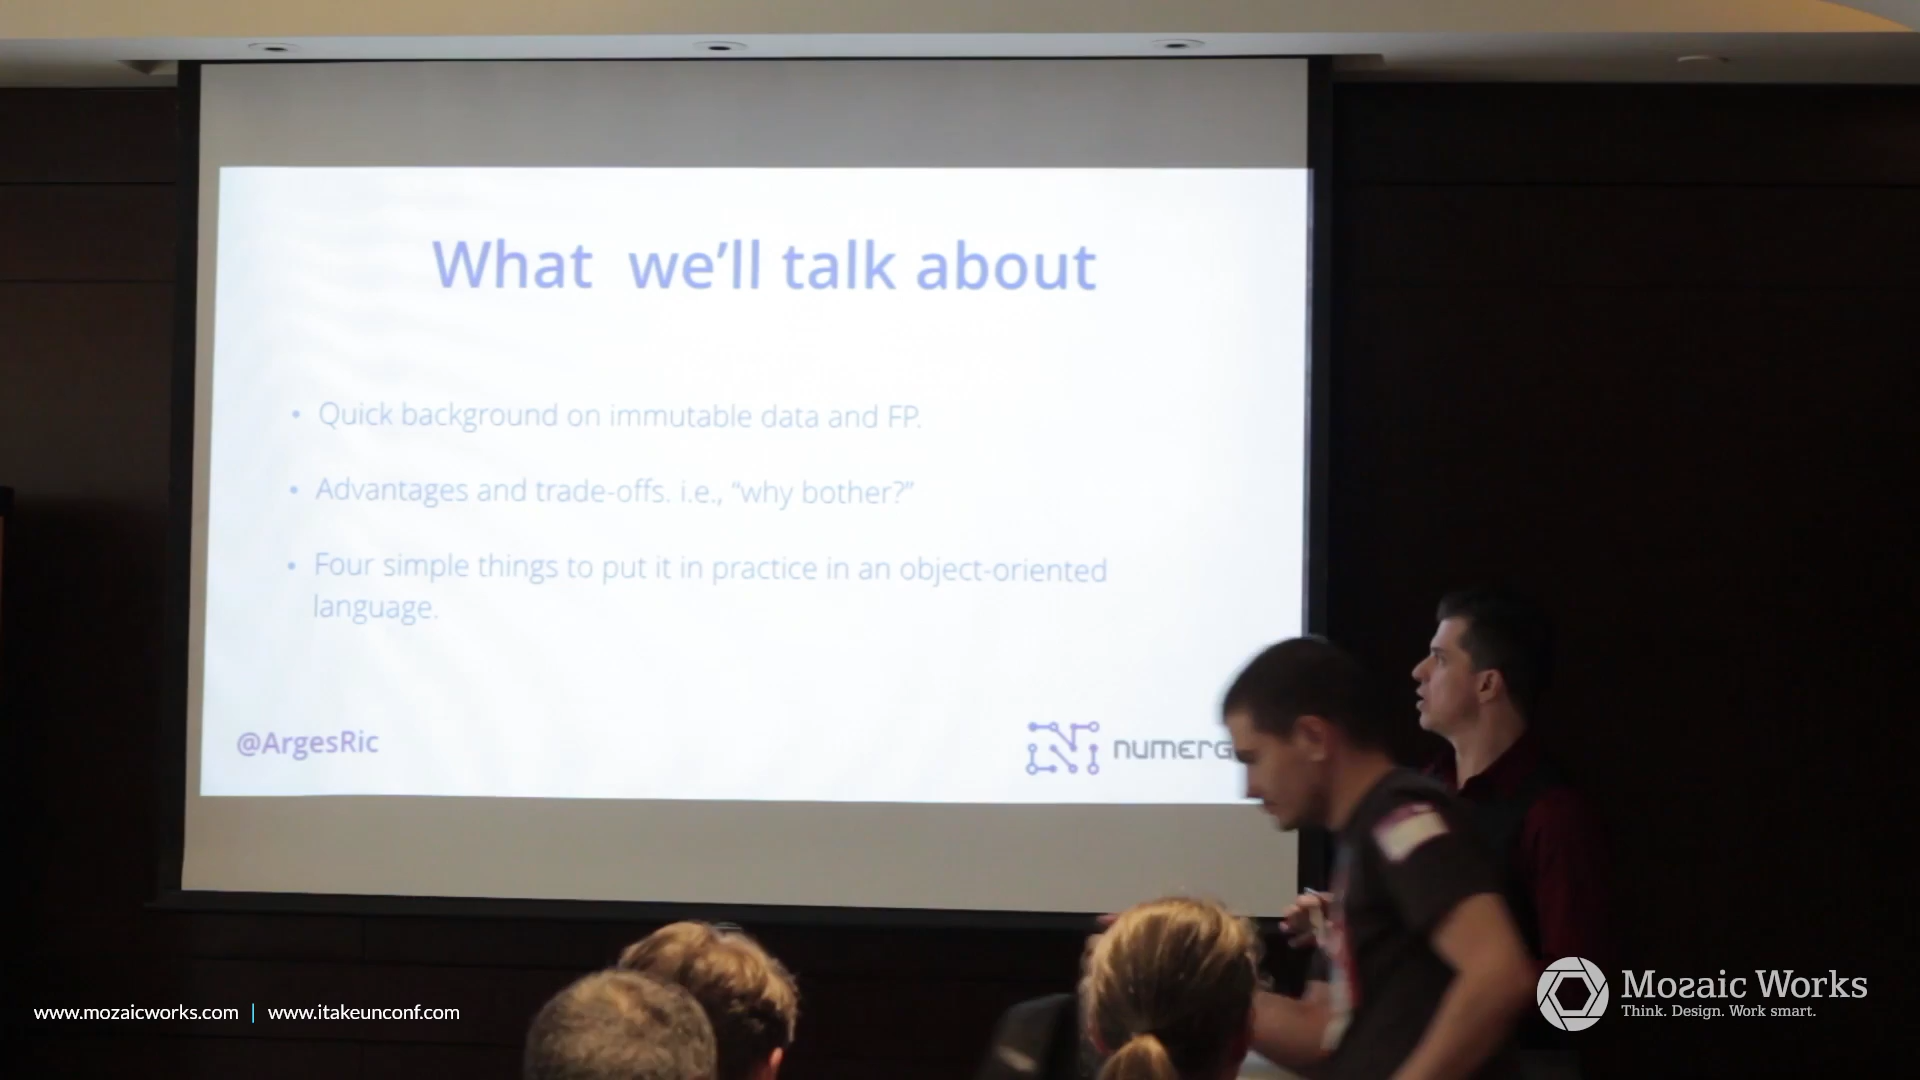 What we'll talk about
• Quick background on immutable data and FP.
• Advantages and trade-offs. i.e., “why bother?”
• Four simple things to put it in practice in an object-oriented
language.
@ArgesRic
www.mozaicworks.com | www.itakeunconf.com
Mozaic Works
Think. Design. Work smart.